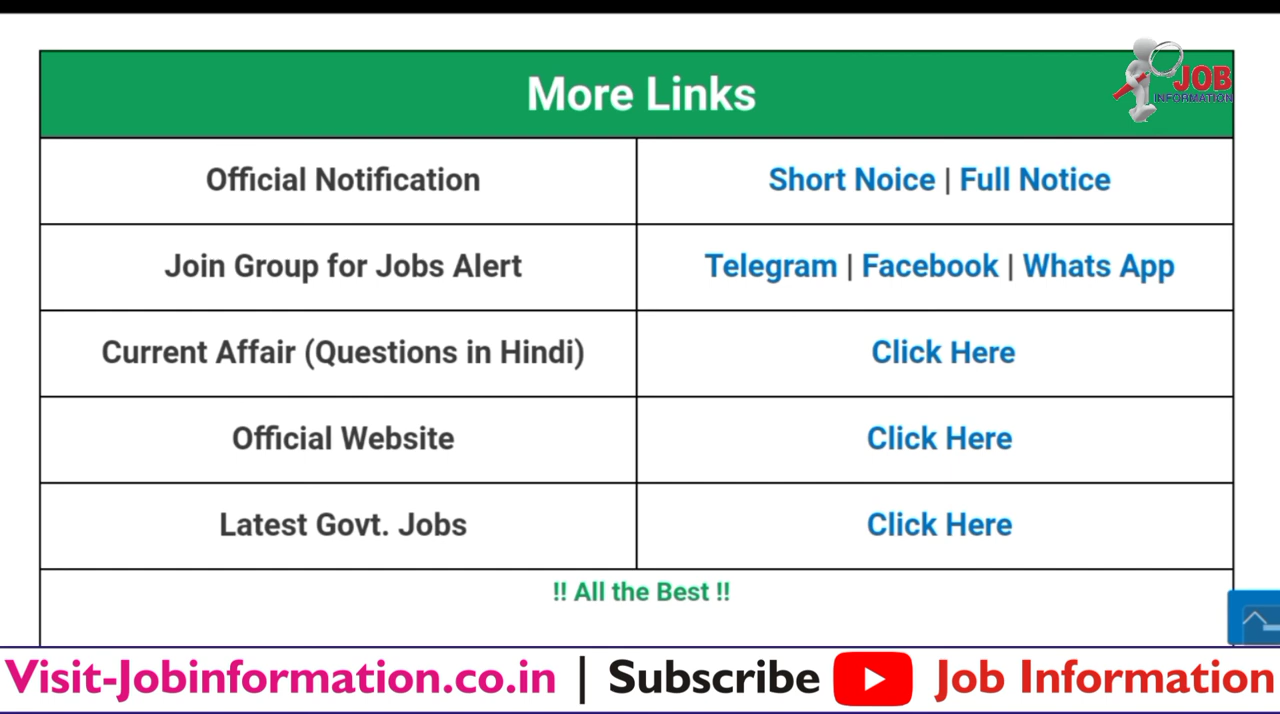 More Links
JOB
INFORMATION
Official Notification
Short Noice | Full Notice
Join Group for Jobs Alert
Telegram | Facebook | Whats App
Current Affair (Questions in Hindi)
Click Here
Official Website
Click Here
Latest Govt. Jobs
Click Here
!! All the Best !!
Visit-Jobinformation.co.in | Subscribe Job Information